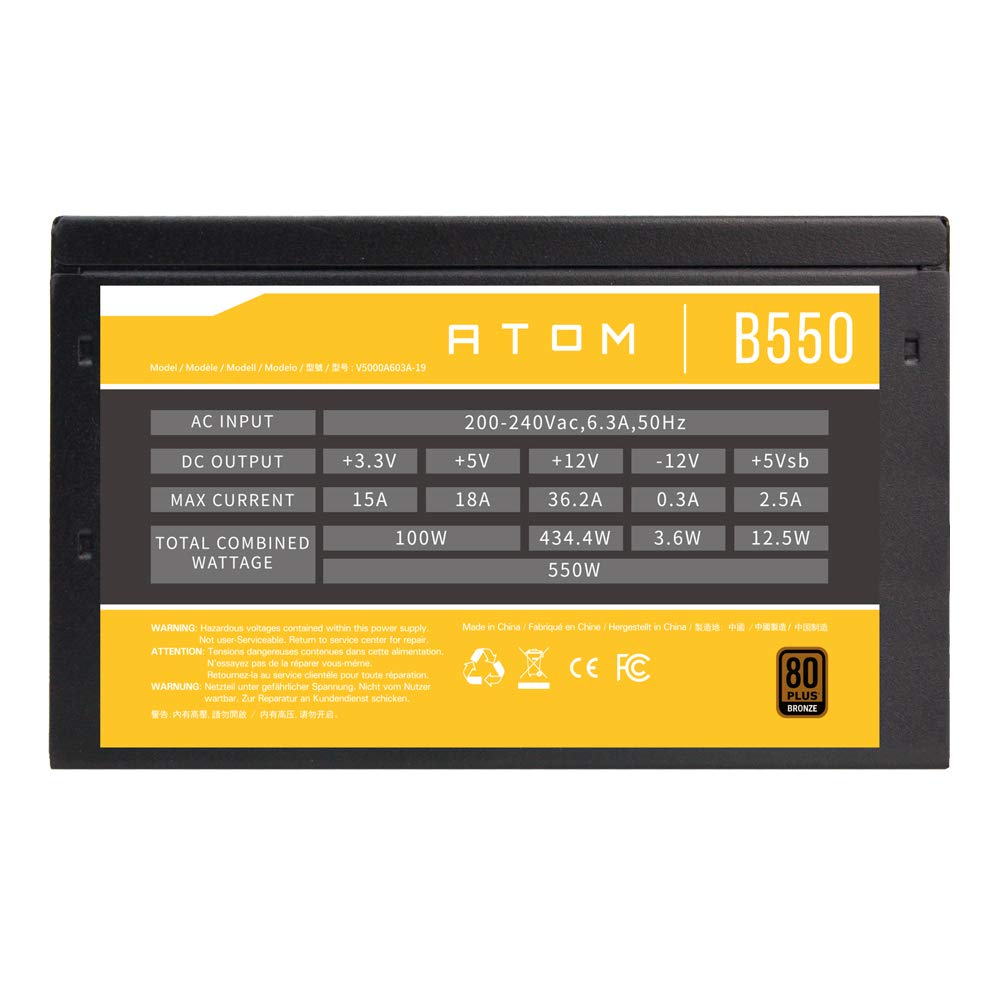 ATOM B550
Model / Modèle / Modell / Modelo / 型號 / 型号 : V5000A603A-19
AC INPUT 200-240Vac,6.3A,50Hz
DC OUTPUT +3.3V +5V +12V -12V +5Vsb
MAX CURRENT 15A 18A 36.2A 0.3A 2.5A
TOTAL COMBINED WATTAGE 100W 434.4W 3.6W 12.5W
550W
WARNING: Hazardous voltages contained within this power supply.
Not user-Serviceable. Return to service center for repair.
ATTENTION: Tensions dangereuses contenues dans cette alimentation.
N'essayez pas de la réparer vous-même.
Retournez-la au service clientéle pour toute réparation.
WARNUNG: Netzteil unter gefährlicher Spannung. Nicht vom Nutzer
wartbar. Zur Reparatur an Kundendienst schicken.
警告: 內有高壓, 請勿開啟 / 内有高压, 请勿开启.
Made in China / Fabriqué en Chine / Hergestellt in China / 製造地: 中國 / 中國製造 / 中国制造
CE FC
80
PLUS
BRONZE